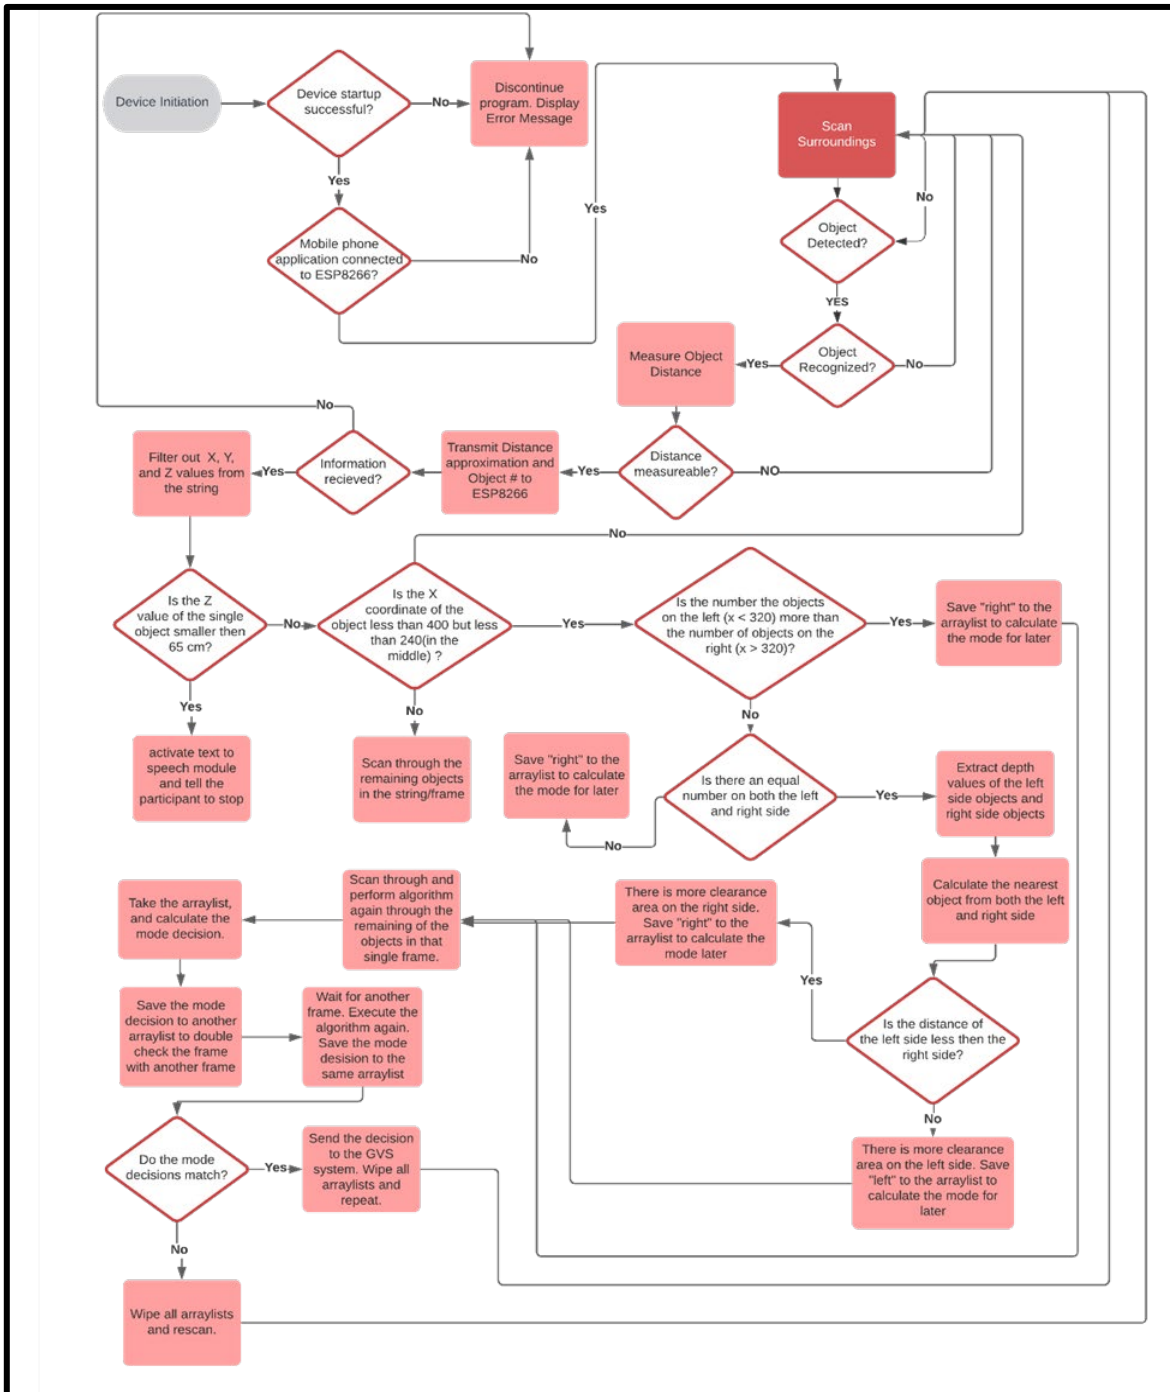 Device Initiation
Device startup
successful?
No
Discontinue
program. Display
Error Message
Yes
Mobile phone
application connected
to ESP8266?
No
Yes
Scan
Surroundings
No
Object
Detected?
YES
Object
Recognized?
No
Yes
Measure Object
Distance
Distance
measureable?
NO
Yes
Transmit Distance
approximation and
Object # to
ESP8266
Information
recieved?
No
Yes
Filter out X, Y,
and Z values from
the string
Is the Z
value of the single
object smaller then
65 cm?
No
Yes
activate text to
speech module
and tell the
participant to stop
Is the X
coordinate of the
object less than 400 but less
than 240(in the
middle) ?
No
Yes
No
Scan through the
remaining objects
in the string/frame
Is the number the objects
on the left (x < 320) more than
the number of objects on the
right (x > 320)?
Yes
Save "right" to the
arraylist to calculate
the mode for later
No
Is there an equal
number on both the left
and right side
No
Save "right" to the
arraylist to calculate
the mode for later
Yes
Extract depth
values of the left
side objects and
right side objects
Calculate the nearest
object from both the left
and right side
Is the distance of
the left side less then the
right side?
Yes
There is more clearance
area on the right side.
Save "right" to the
arraylist to calculate the
mode later
No
There is more clearance
area on the left side. Save
"left" to the arraylist to
calculate the mode for
later
Scan through and
perform algorithm
again through the
remaining of the
objects in that
single frame.
Take the arraylist,
and calculate the
mode decision.
Save the mode
decision to another
arraylist to double
check the frame
with another frame
Wait for another
frame. Execute the
algorithm again.
Save the mode
desision to the
same arraylist
Do the mode
decisions match?
Yes
Send the decision
to the GVS
system. Wipe all
arraylists and
repeat.
No
Wipe all arraylists
and rescan.